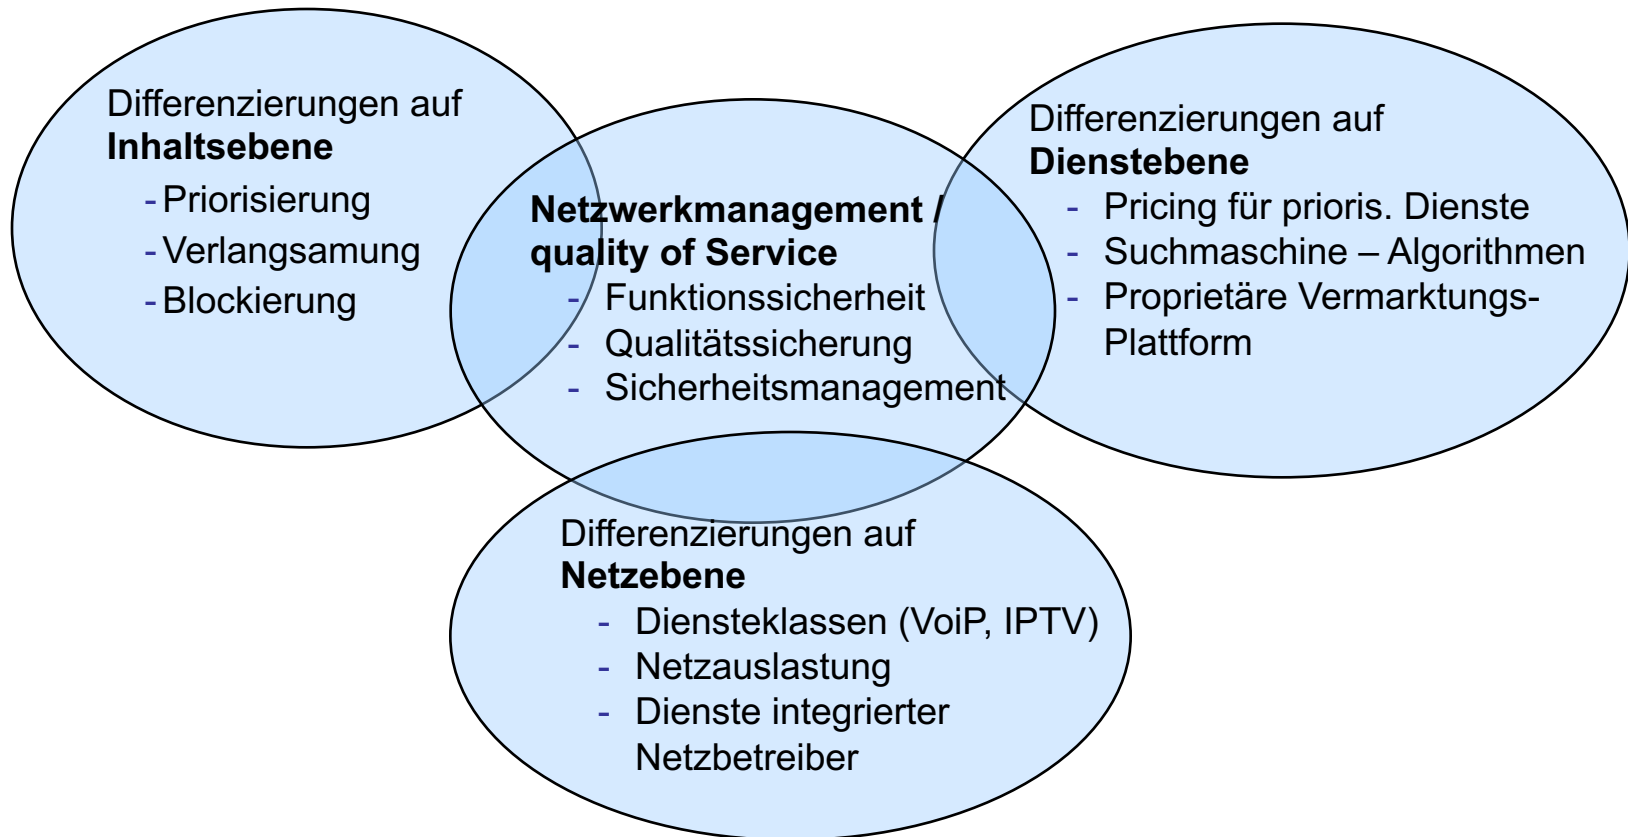 Differenzierungen auf
Inhaltsebene
- Priorisierung
- Verlangsamung
- Blockierung
Netzwerkmanagement /
quality of Service
- Funktionssicherheit
- Qualitätssicherung
- Sicherheitsmanagement
Differenzierungen auf
Dienstebene
- Pricing für prioris. Dienste
- Suchmaschine – Algorithmen
- Proprietäre Vermarktungs-
Plattform
Differenzierungen auf
Netzebene
- Diensteklassen (VoiP, IPTV)
- Netzauslastung
- Dienste integrierter
Netzbetreiber